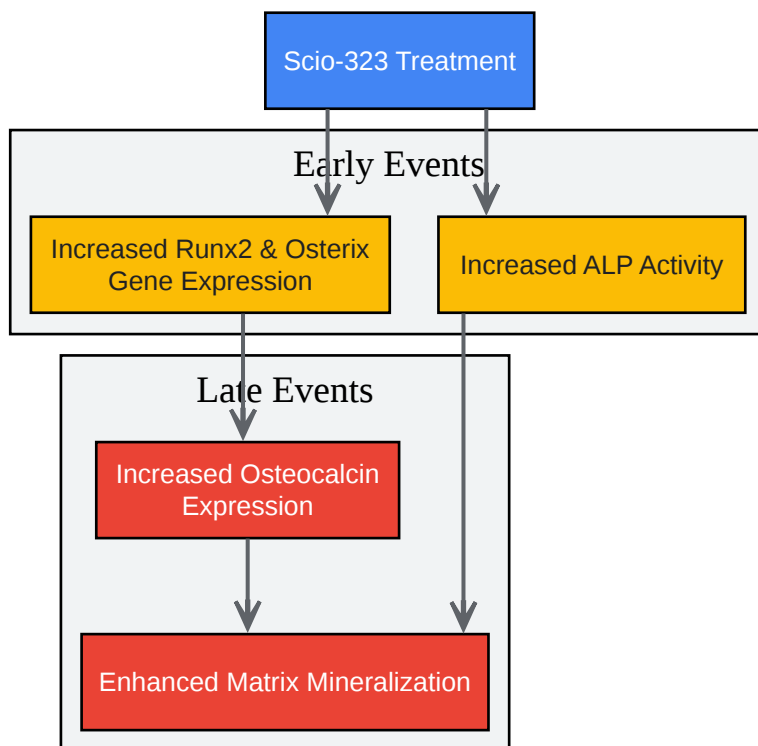 Scio-323 Treatment
Early Events
Increased Runx2 & Osterix
Gene Expression
Increased ALP Activity
Late Events
Increased Osteocalcin
Expression
Enhanced Matrix Mineralization